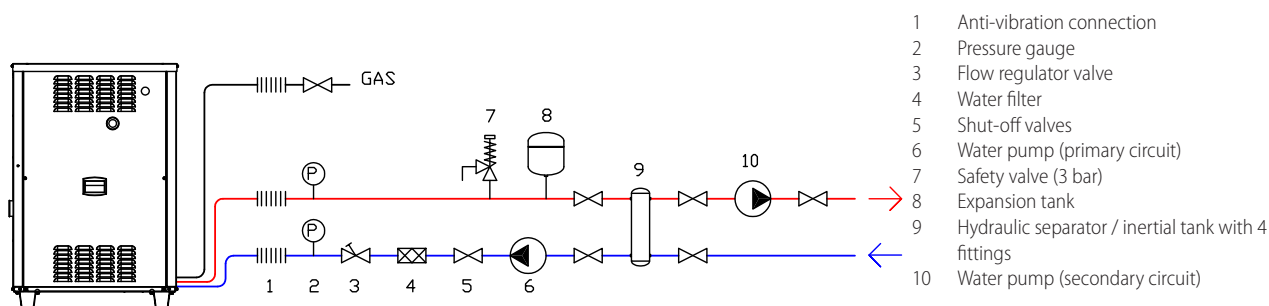 GAS
7
8
9
10
P
P
1
2
3
4
5
6
1 Anti-vibration connection
2 Pressure gauge
3 Flow regulator valve
4 Water filter
5 Shut-off valves
6 Water pump (primary circuit)
7 Safety valve (3 bar)
8 Expansion tank
9 Hydraulic separator / inertial tank with 4
fittings
10 Water pump (secondary circuit)